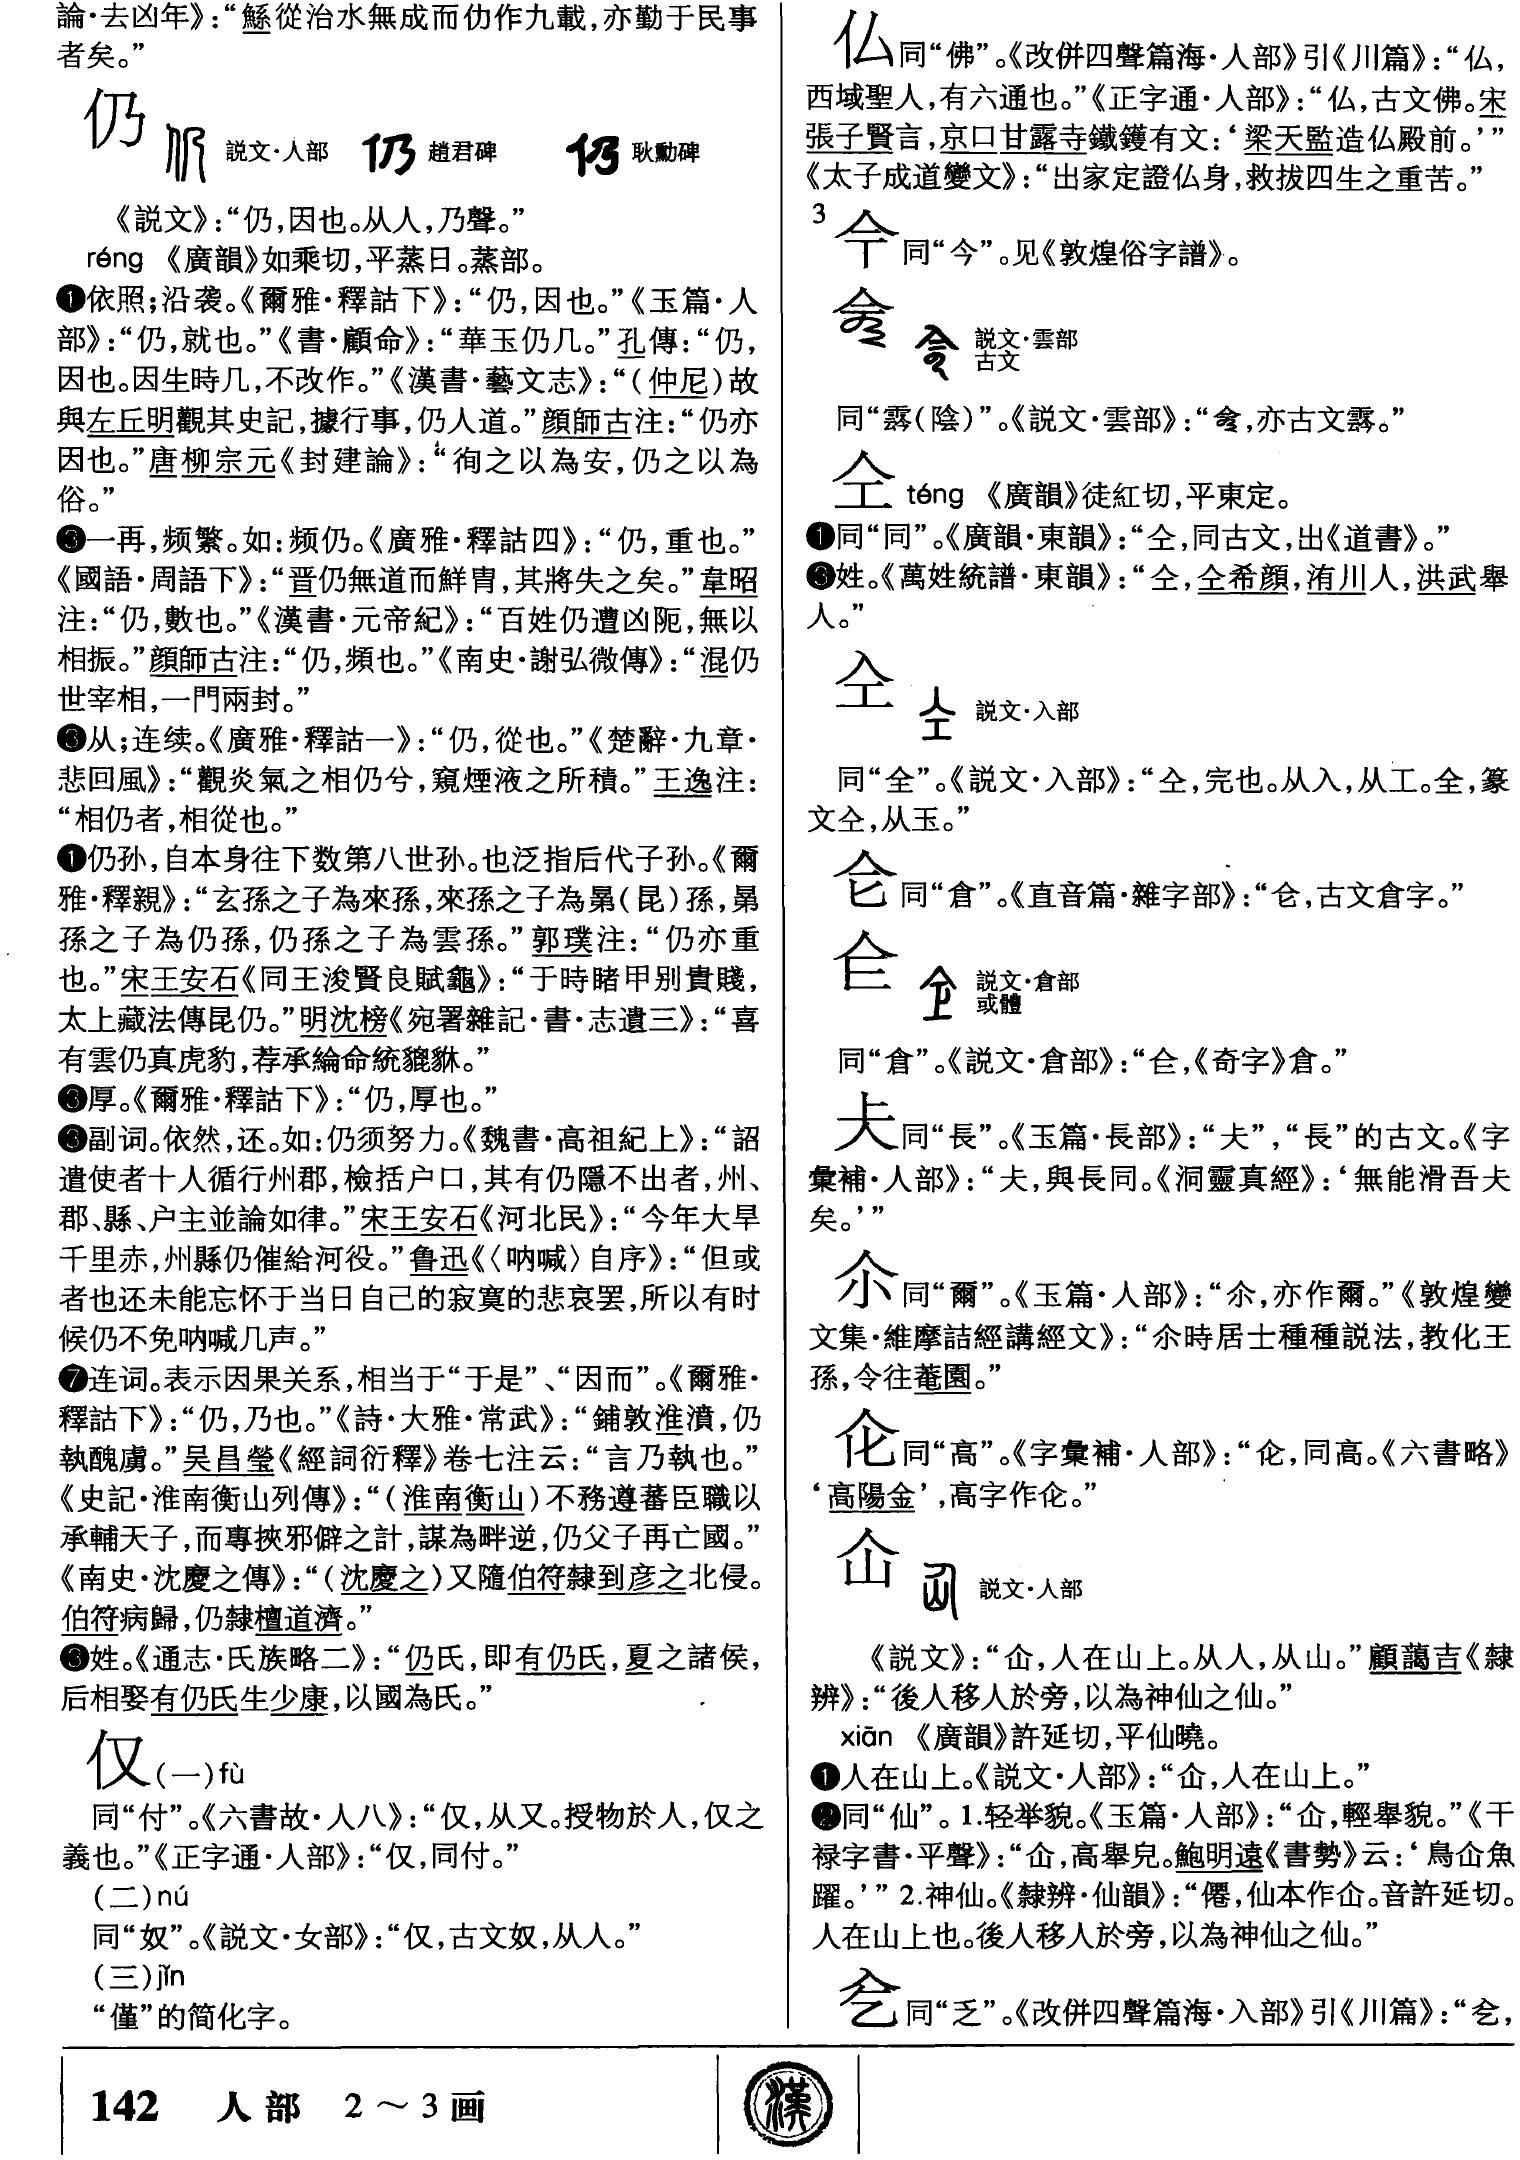 論·去凶年》：“鯀從治水無成而仂作九載，亦勤于民事
者矣。”
仍
説文·人部 趙君碑 耿勳碑
《説文》：“仍，因也。从人，乃聲。”
réng 《廣韻》如乘切，平蒸日。蒸部。
❶依照；沿袭。《爾雅·釋詁下》：“仍，因也。”《玉篇·人
部》：“仍，就也。”《書·顧命》：“華玉仍几。”孔傳：“仍，
因也。因生時几，不改作。”《漢書·藝文志》：“（仲尼）故
與左丘明觀其史記，據行事，仍人道。”顔師古注：“仍亦
因也。”唐柳宗元《封建論》：“徇之以為安，仍之以為
俗。”
❸一再，频繁。如：频仍。《廣雅·釋詁四》：“仍，重也。”
《國語·周語下》：“晋仍無道而鮮胄，其將失之矣。”韋昭
注：“仍，數也。”《漢書·元帝紀》：“百姓仍遭凶阨，無以
相振。”顔師古注：“仍，頻也。”《南史·謝弘微傳》：“混仍
世宰相，一門兩封。”
❸从；连续。《廣雅·釋詁一》：“仍，從也。”《楚辭·九章·
悲回風》：“觀炎氣之相仍兮，窺煙液之所積。”王逸注：
“相仍者，相從也。”
❶仍孙，自本身往下数第八世孙。也泛指后代子孙。《爾
雅·釋親》：“玄孫之子為來孫，來孫之子為晜（昆）孫，晜
孫之子為仍孫，仍孫之子為雲孫。”郭璞注：“仍亦重
也。”宋王安石《同王浚賢良賦龜》：“于時睹甲别貴賤，
太上藏法傳昆仍。”明沈榜《宛署雜記·書·志遺三》：“喜
有雲仍真虎豹，荐承綸命統貔貅。”
❸厚。《爾雅·釋詁下》：“仍，厚也。”
❸副词。依然，还。如：仍须努力。《魏書·高祖紀上》：“詔
遣使者十人循行州郡，檢括户口，其有仍隱不出者，州、
郡、縣、户主並論如律。”宋王安石《河北民》：“今年大旱
千里赤，州縣仍催給河役。”鲁迅《〈呐喊〉自序》：“但或
者也还未能忘怀于当日自己的寂寞的悲哀罢，所以有时
候仍不免呐喊几声。”
❼连词。表示因果关系，相当于“于是”、“因而”。《爾雅·
釋詁下》：“仍，乃也。”《詩·大雅·常武》：“鋪敦淮濆，仍
執醜虜。”吴昌瑩《經詞衍釋》卷七注云：“言乃執也。”
《史記·淮南衡山列傳》：“（淮南衡山）不務遵蕃臣職以
承輔天子，而專挾邪僻之計，謀為畔逆，仍父子再亡國。”
《南史·沈慶之傳》：“（沈慶之）又隨伯符隸到彦之北侵。
伯符病歸，仍隸檀道濟。”
❸姓。《通志·氏族略二》：“仍氏，即有仍氏，夏之諸侯，
后相娶有仍氏生少康，以國為氏。”
仅（一）fù
同“付”。《六書故·人八》：“仅，从又。授物於人，仅之
義也。”《正字通·人部》：“仅，同付。”
（二）nú
同“奴”。《説文·女部》：“仅，古文奴，从人。”
（三）jǐn
“僅”的简化字。
仏同“佛”。《改併四聲篇海·人部》引《川篇》：“仏，
西域聖人，有六通也。”《正字通·人部》：“仏，古文佛。宋
張子賢言，京口甘露寺鐵鑊有文：‘梁天監造仏殿前。’”
《太子成道變文》：“出家定證仏身，救拔四生之重苦。”
3
𠆦同“今”。见《敦煌俗字譜》。
侌
説文·雲部
古文
同“霒（陰）”。《説文·雲部》：“侌，亦古文霒。”
仝 téng 《廣韻》徒紅切，平東定。
❶同“同”。《廣韻·東韻》：“仝，同古文，出《道書》。”
❸姓。《萬姓統譜·東韻》：“仝，仝希顔，洧川人，洪武舉
人。”
仝
説文·入部
同“全”。《説文·入部》：“仝，完也。从入，从工。全，篆
文仝，从玉。”
仺同“倉”。《直音篇·雜字部》：“仺，古文倉字。”
仺
説文·倉部
或體
同“倉”。《説文·倉部》：“仺，《奇字》倉。”
镸同“長”。《玉篇·長部》：“镸”，“長”的古文。《字
彙補·人部》：“镸，與長同。《洞靈真經》：‘無能滑吾镸
矣。’”
尒同“爾”。《玉篇·人部》：“尒，亦作爾。”《敦煌變
文集·維摩詰經講經文》：“尒時居士種種説法，教化王
孫，令往菴園。”
仑同“高”。《字彙補·人部》：“仑，同高。《六書略》
‘高陽金’，高字作仑。”
仚
説文·人部
《説文》：“仚，人在山上。从人，从山。”顧藹吉《隸
辨》：“後人移人於旁，以為神仙之仙。”
xiān 《廣韻》許延切，平仙曉。
❶人在山上。《説文·人部》：“仚，人在山上。”
❷同“仙”。1.轻举貌。《玉篇·人部》：“仚，輕舉貌。”《干
禄字書·平聲》：“仚，高舉皃。鮑明遠《書勢》云：‘鳥仚魚
躍。’”2.神仙。《隸辨·仙韻》：“僊，仙本作仚。音許延切。
人在山上也。後人移人於旁，以為神仙之仙。”
仒同“乏”。《改併四聲篇海·入部》引《川篇》：“仒，
142 人部 2～3画
漢